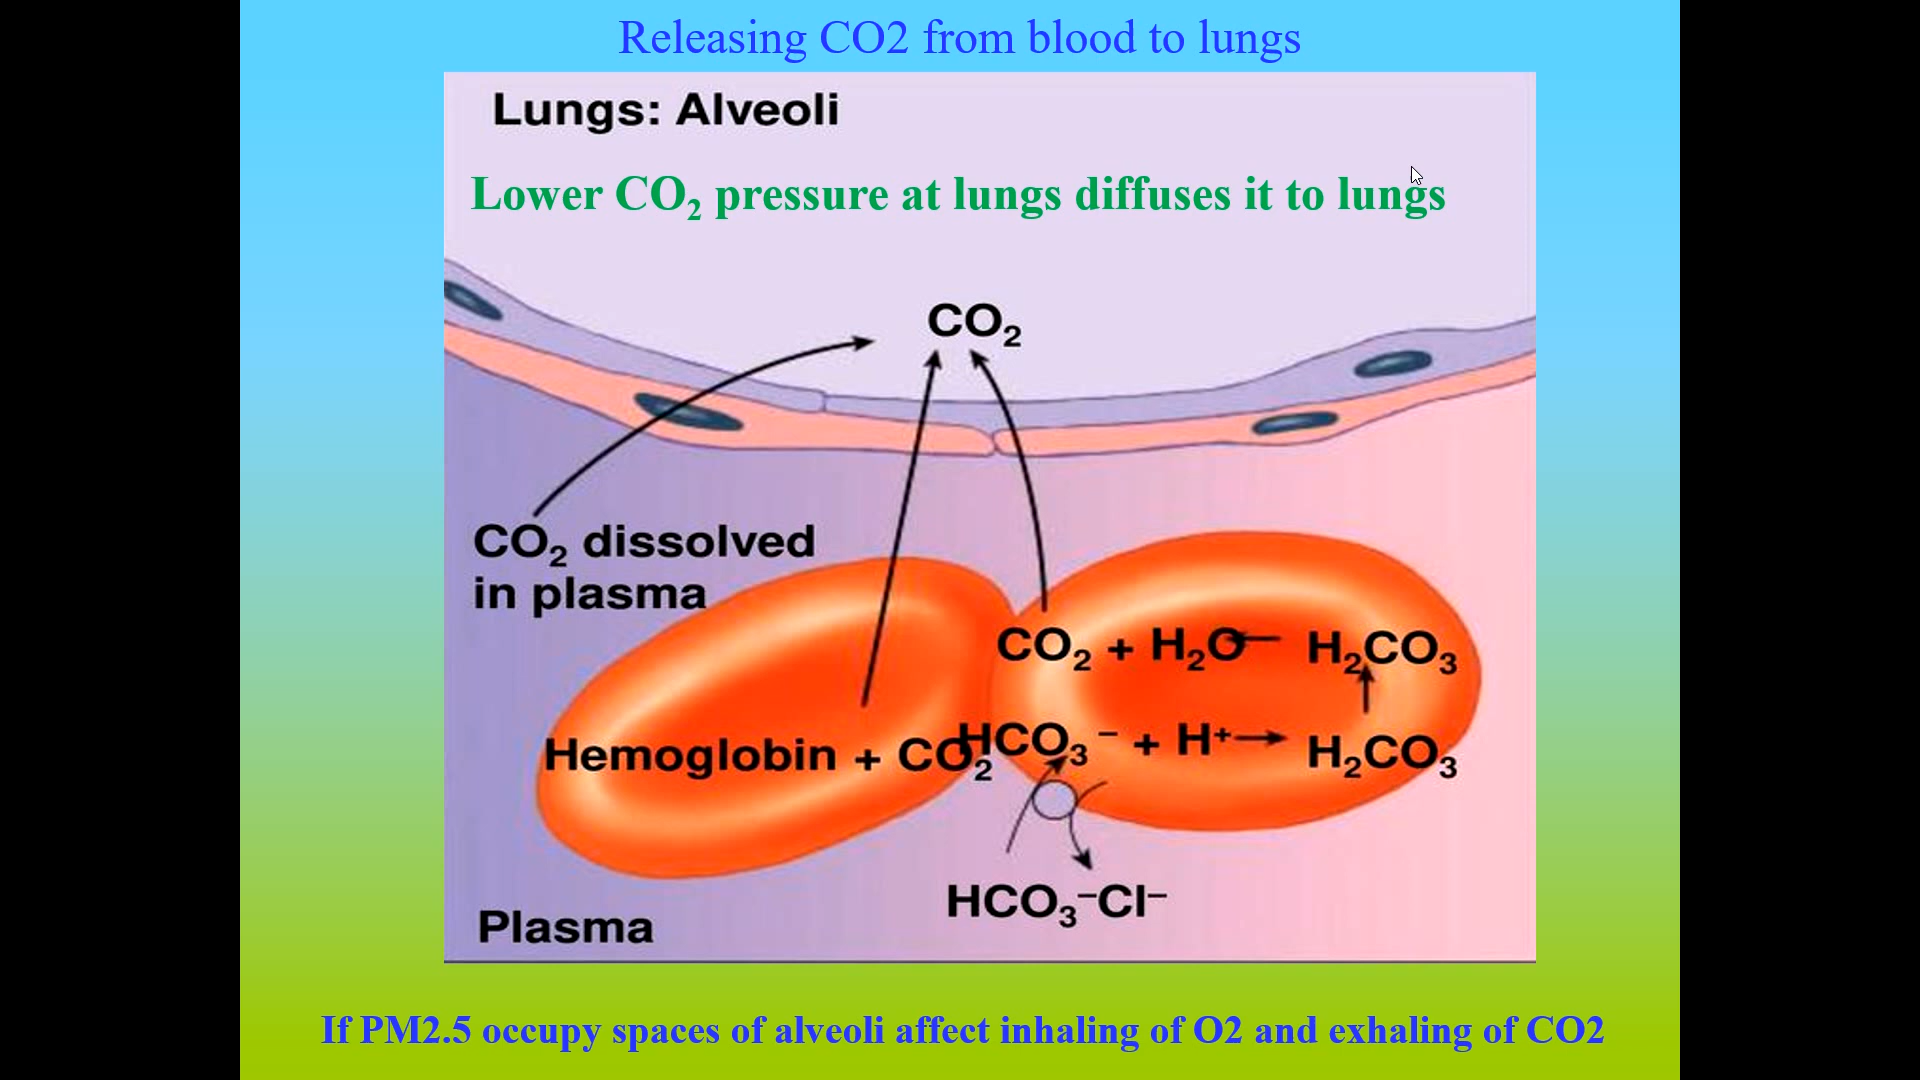 Releasing CO2 from blood to lungs
Lungs: Alveoli
Lower CO₂ pressure at lungs diffuses it to lungs
CO₂
CO₂ dissolved
in plasma
CO₂ + H₂O ← H₂CO₃
Hemoglobin + CO₂
HCO₃⁻ + H⁺ → H₂CO₃
HCO₃⁻Cl⁻
Plasma
If PM2.5 occupy spaces of alveoli affect inhaling of O2 and exhaling of CO2